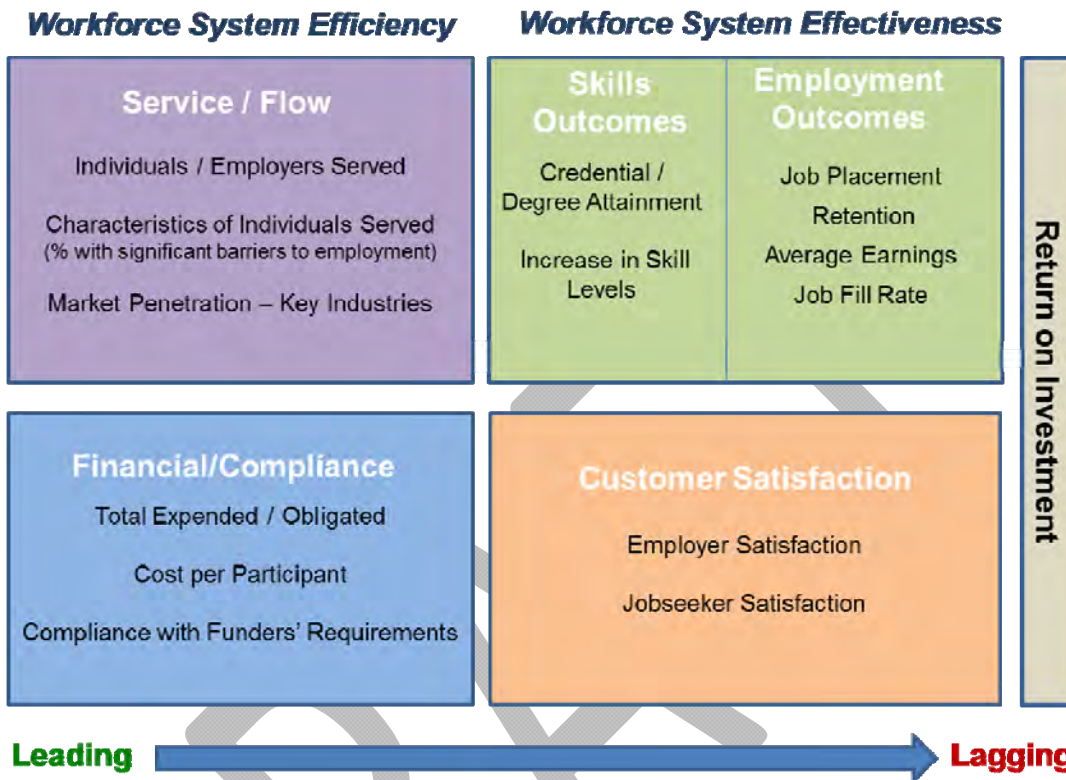 Workforce System Efficiency
Workforce System Effectiveness
Service / Flow
Individuals / Employers Served
Characteristics of Individuals Served
(% with significant barriers to employment)
Market Penetration – Key Industries
Skills
Outcomes
Credential /
Degree Attainment
Increase in Skill
Levels
Employment
Outcomes
Job Placement
Retention
Average Earnings
Job Fill Rate
Return on Investment
Financial/Compliance
Total Expended / Obligated
Cost per Participant
Compliance with Funders’ Requirements
Customer Satisfaction
Employer Satisfaction
Jobseeker Satisfaction
Leading
Lagging